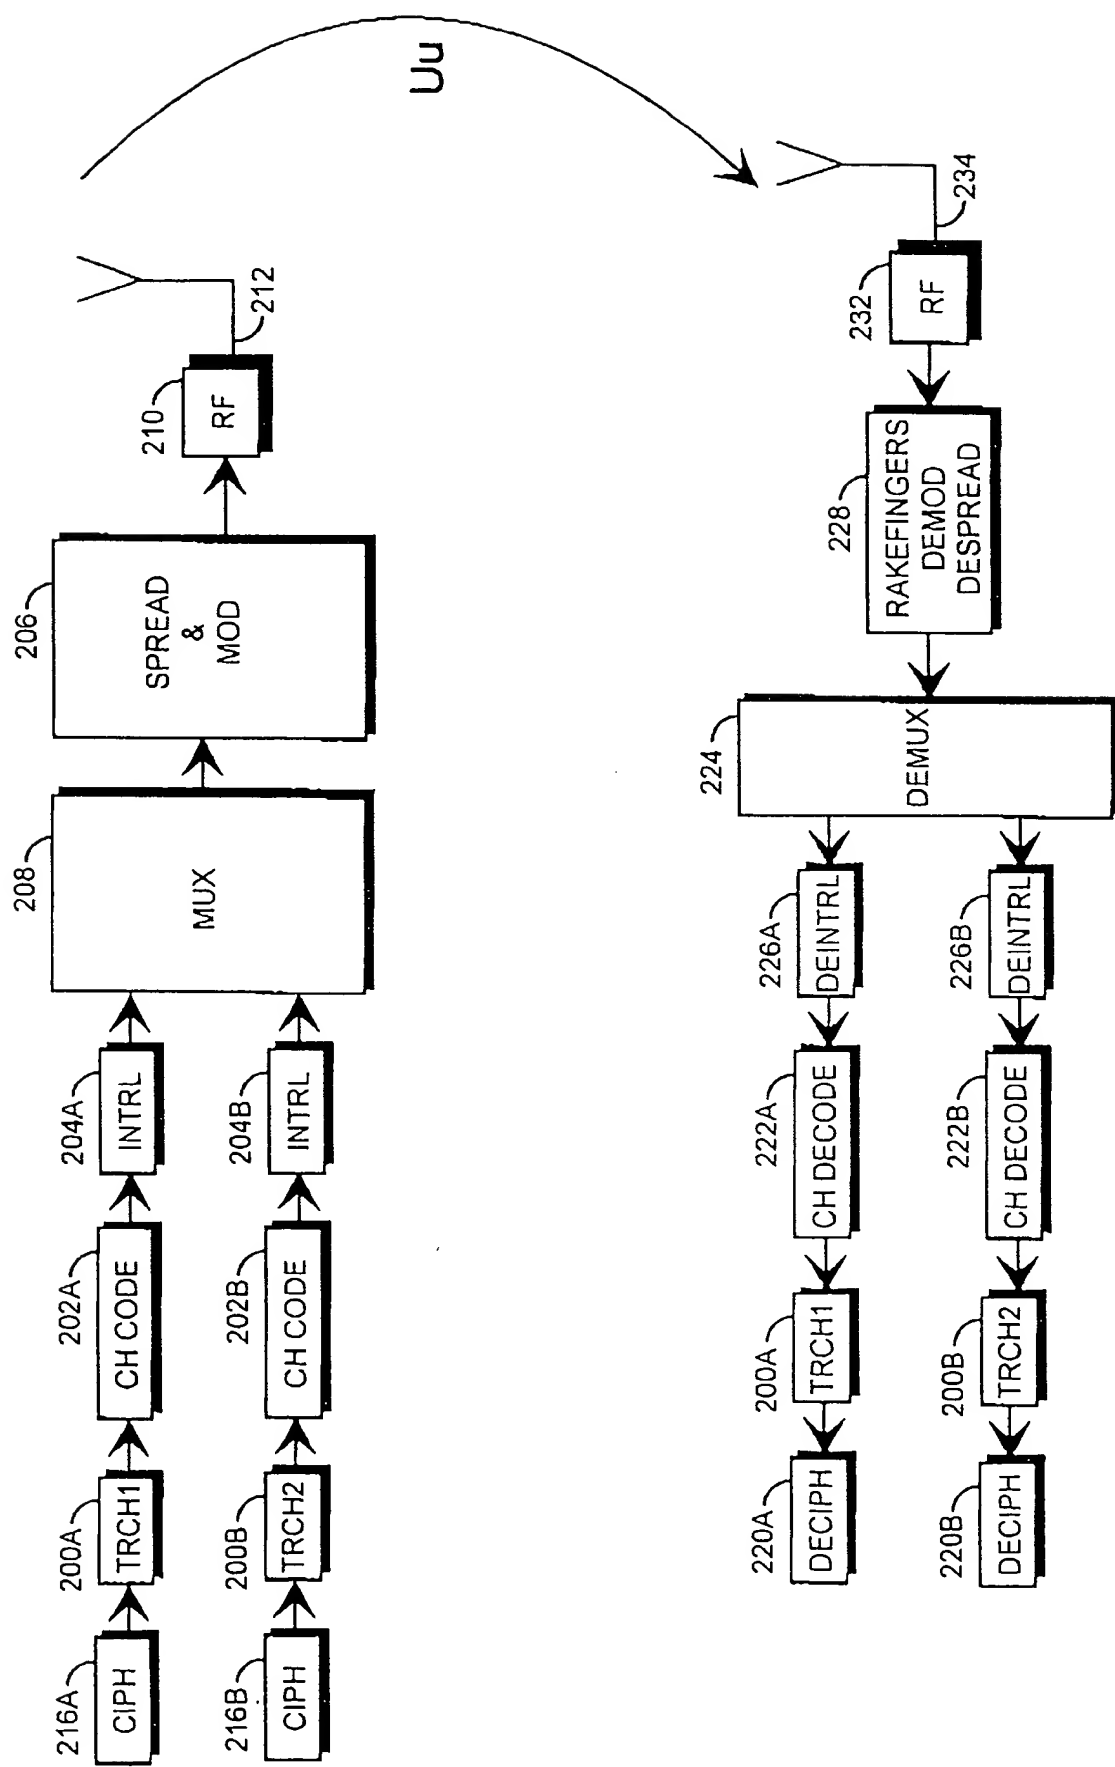 216A
CIPH
200A
TRCH1
202A
CH CODE
204A
INTRL
216B
CIPH
200B
TRCH2
202B
CH CODE
204B
INTRL
208
MUX
206
SPREAD
&
MOD
210
RF
212
Uu
220A
DECIPH
200A
TRCH1
222A
CH DECODE
226A
DEINTRL
220B
DECIPH
200B
TRCH2
222B
CH DECODE
226B
DEINTRL
224
DEMUX
228
RAKEFINGERS
DEMOD
DESPREAD
232
RF
234